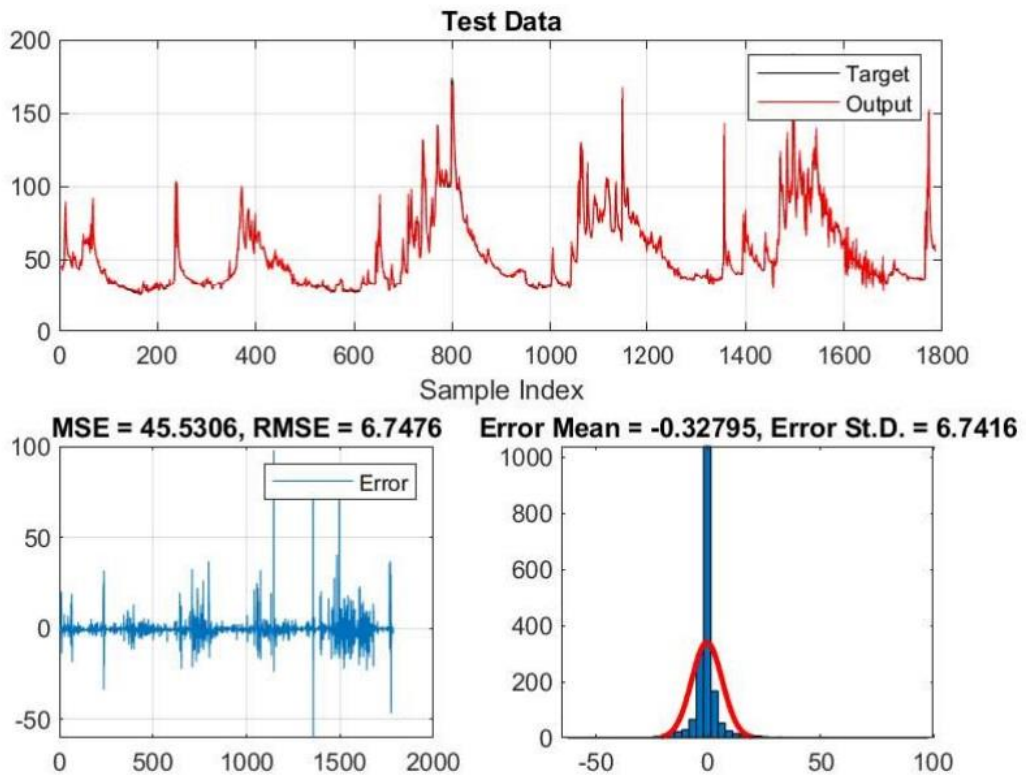 Test Data
200
150
100
50
0
Target
Output
0 200 400 600 800 1000 1200 1400 1600 1800
Sample Index
MSE = 45.5306, RMSE = 6.7476
100
50
0
-50
Error
0 500 1000 1500 2000
Error Mean = -0.32795, Error St.D. = 6.7416
1000
800
600
400
200
0
-50 0 50 100